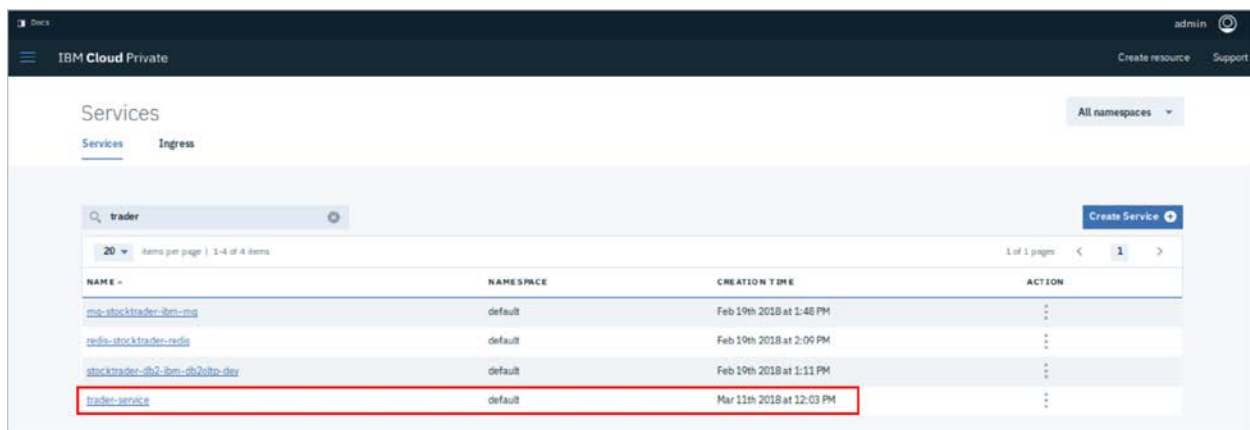 Docs admin
IBM Cloud Private Create resource Support
Services All namespaces
Services Ingress
trader Create Service
20 items per page | 1-4 of 4 items 1 of 1 pages 1
NAME NAMESPACE CREATION TIME ACTION
mq-stocktrader-ibm-mq default Feb 19th 2018 at 1:48 PM
redis-stocktrader-redis default Feb 19th 2018 at 2:09 PM
stocktrader-db2-ibm-db2oltp-dev default Feb 19th 2018 at 1:11 PM
trader-service default Mar 11th 2018 at 12:03 PM